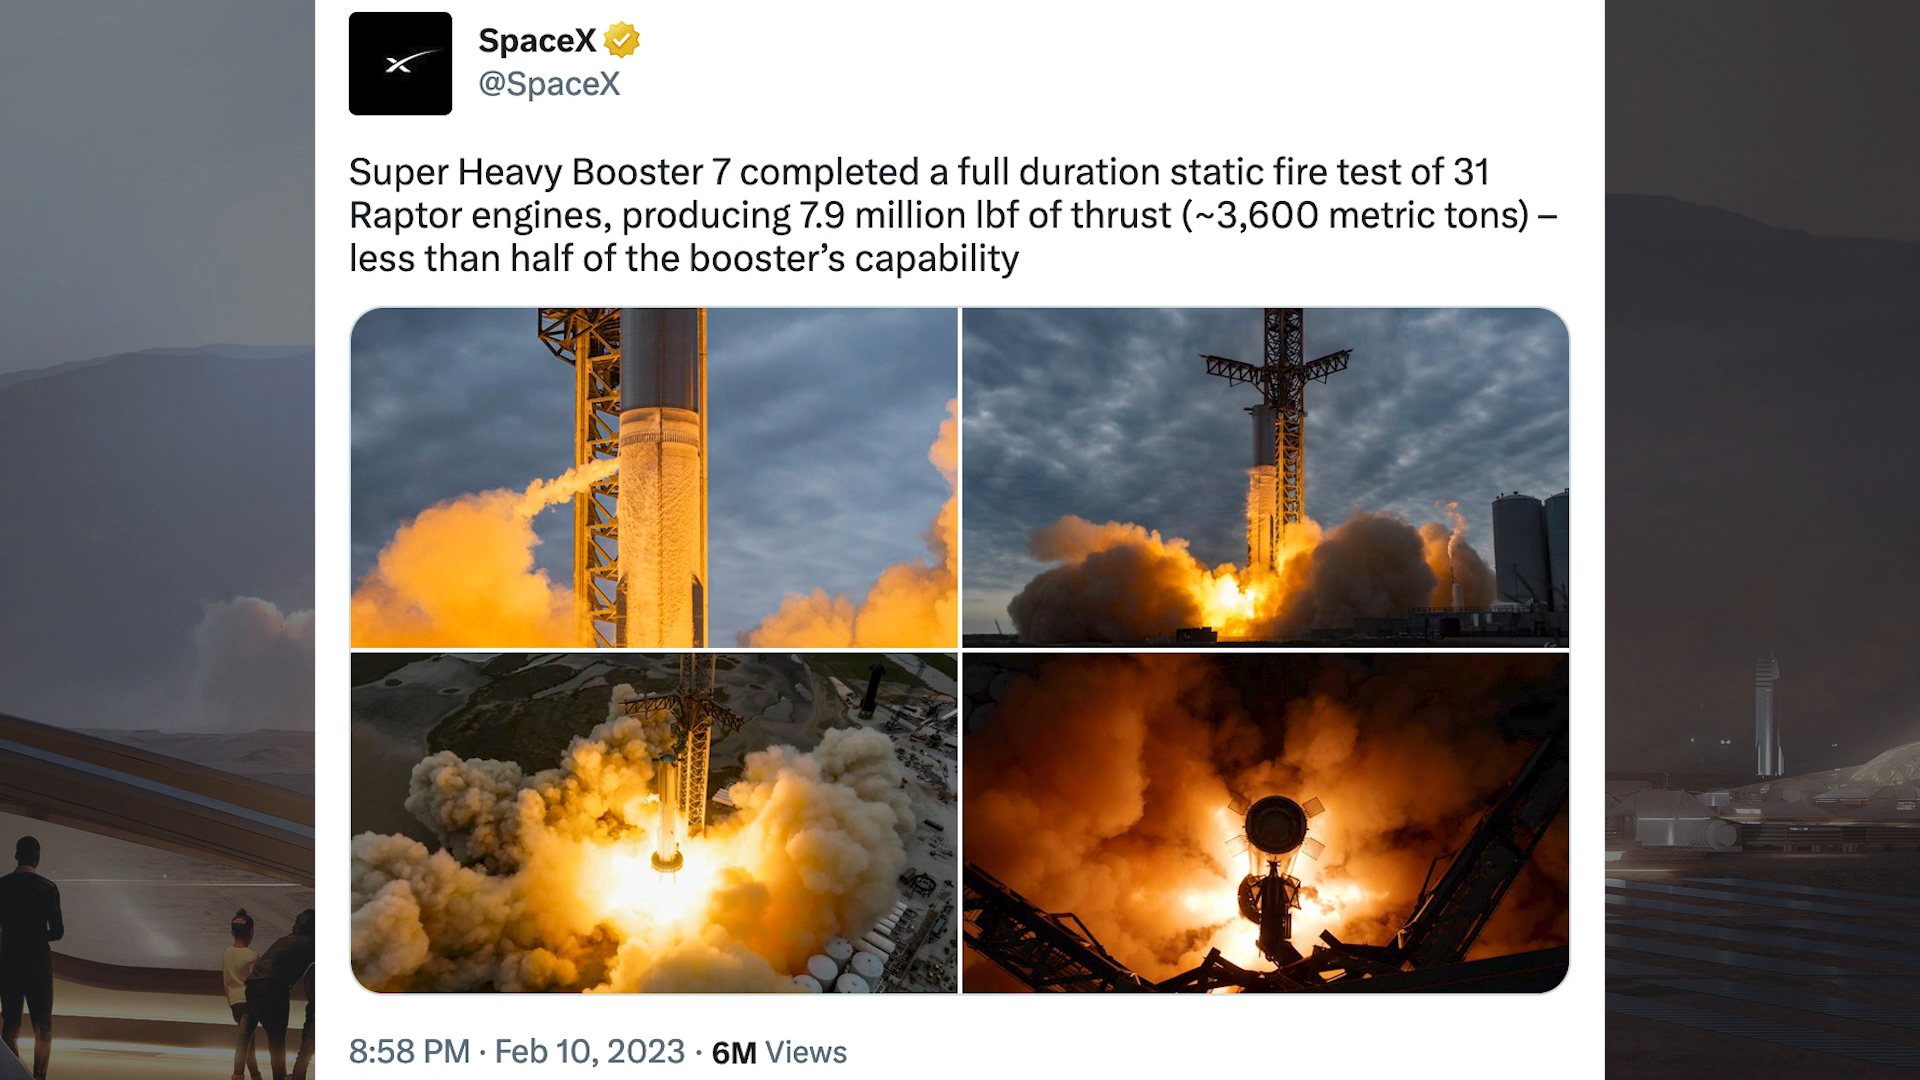 SpaceX
@SpaceX
Super Heavy Booster 7 completed a full duration static fire test of 31
Raptor engines, producing 7.9 million lbf of thrust (~3,600 metric tons) –
less than half of the booster’s capability
8:58 PM · Feb 10, 2023 · 6M Views